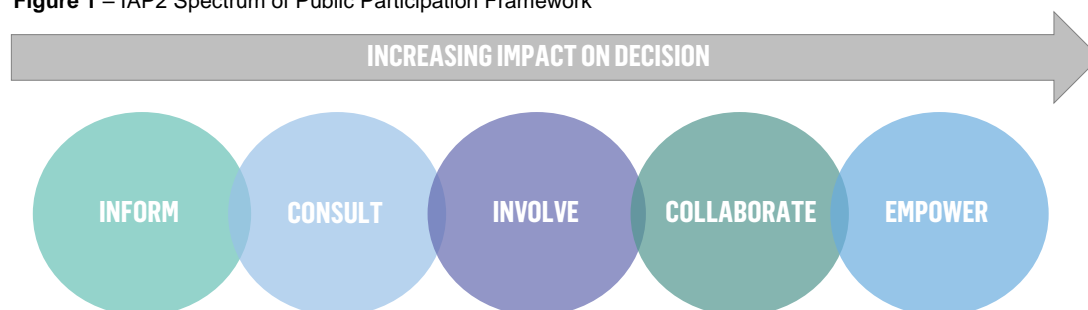 Figure 1 – IAP2 Spectrum of Public Participation Framework
INCREASING IMPACT ON DECISION
INFORM CONSULT INVOLVE COLLABORATE EMPOWER